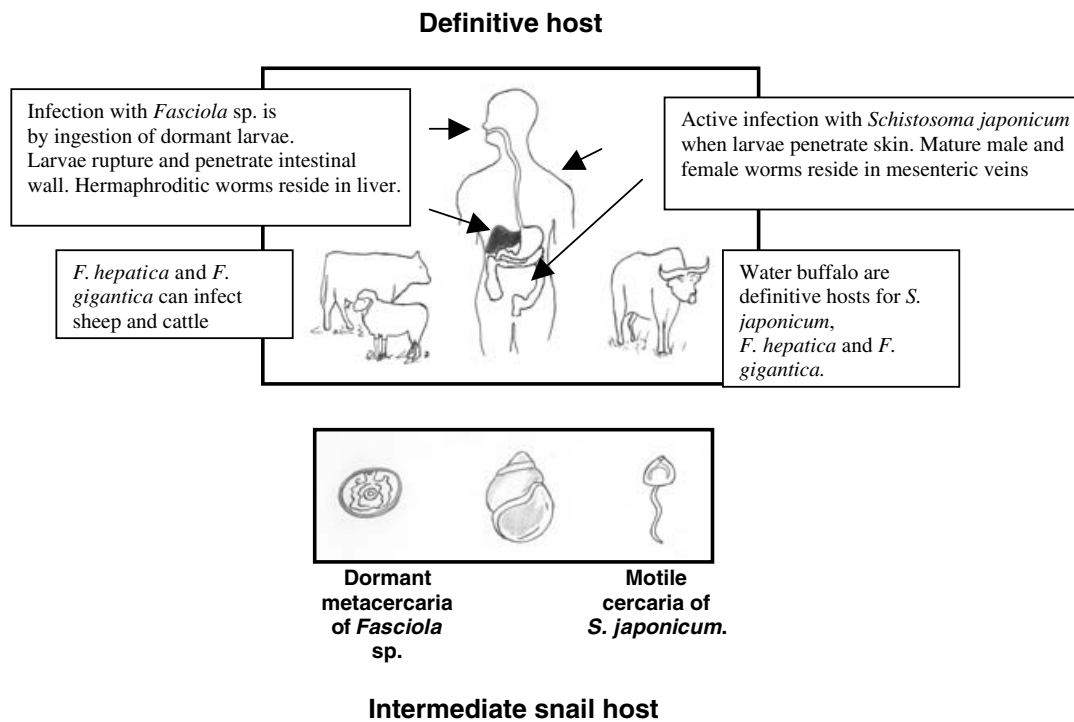 Definitive host
Infection with Fasciola sp. is
by ingestion of dormant larvae.
Larvae rupture and penetrate intestinal
wall. Hermaphroditic worms reside in liver.
Active infection with Schistosoma japonicum
when larvae penetrate skin. Mature male and
female worms reside in mesenteric veins
F. hepatica and F.
gigantica can infect
sheep and cattle
Water buffalo are
definitive hosts for S.
japonicum,
F. hepatica and F.
gigantica.
Dormant
metacercaria
of Fasciola
sp.
Motile
cercaria of
S. japonicum.
Intermediate snail host